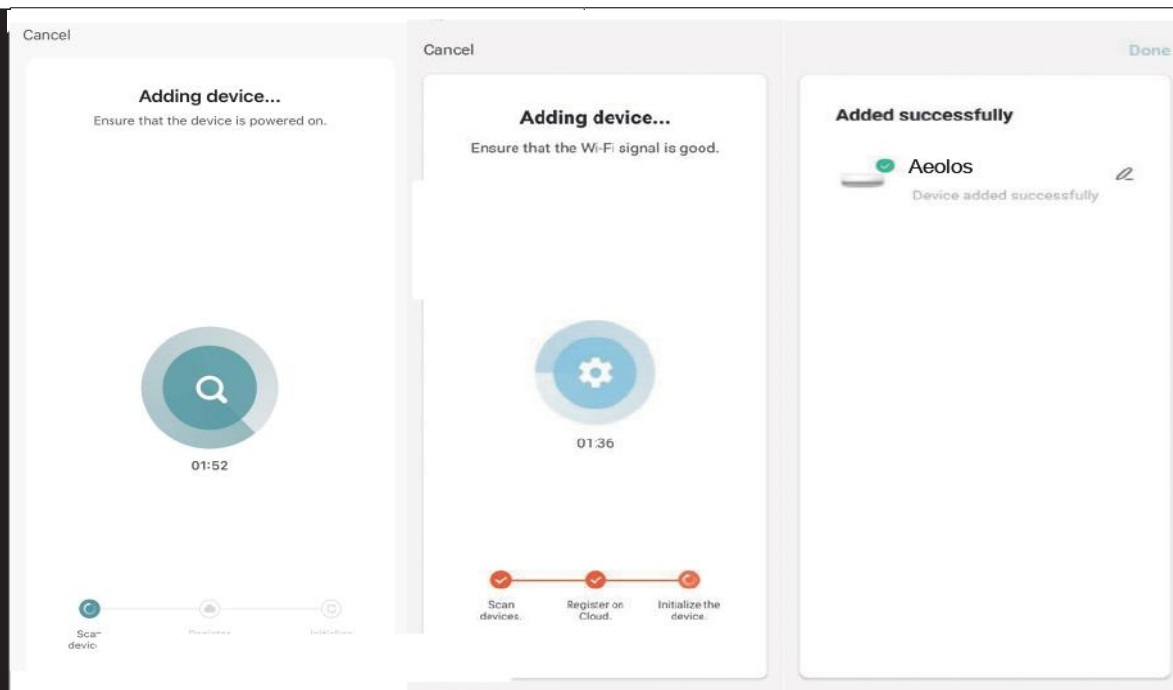 Cancel
Adding device...
Ensure that the device is powered on.
01:52
Cancel
Adding device...
Ensure that the Wi-Fi signal is good.
01:36
Scan
devices.
Register on
Cloud.
Initialize the
device.
Done
Added successfully
Aeolos
Device added successfully